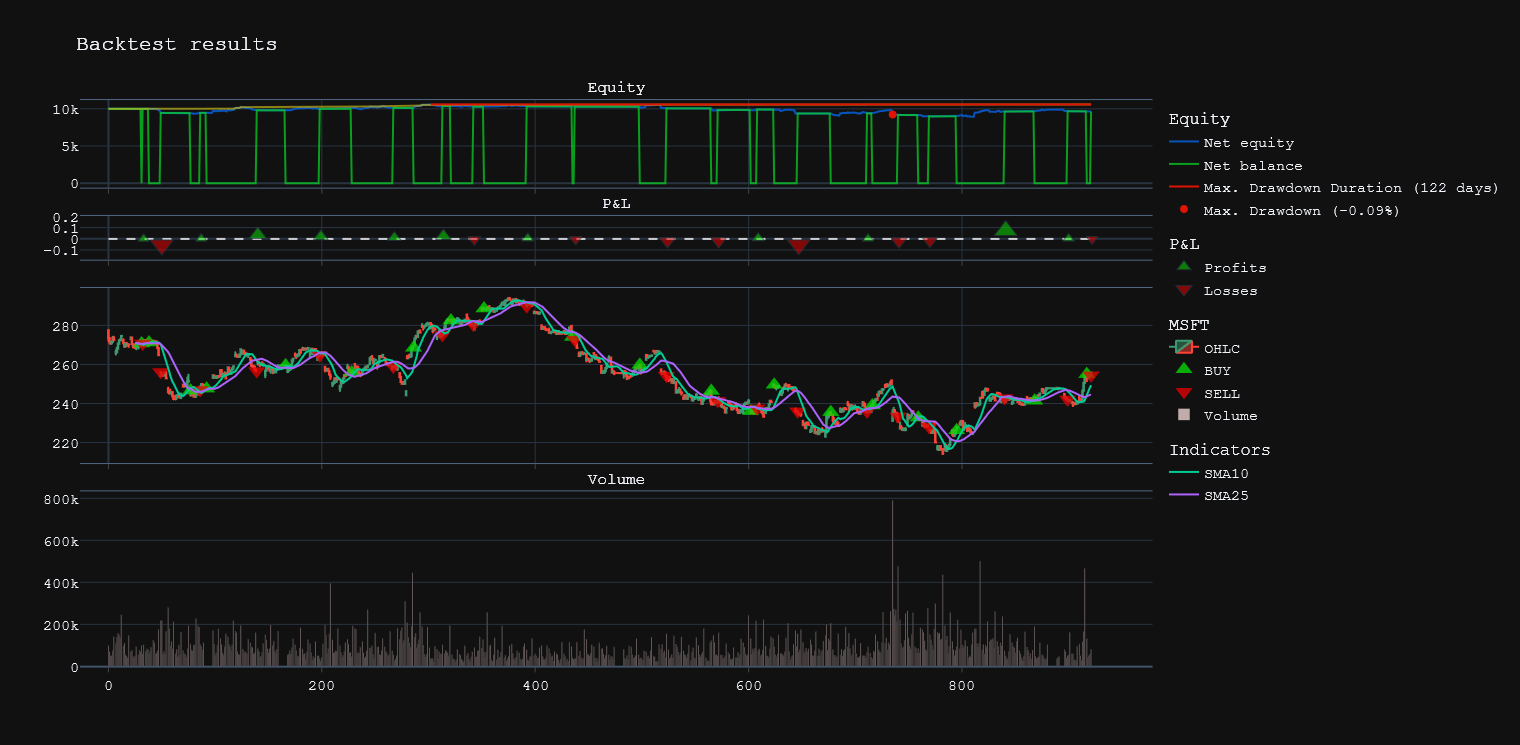 Backtest results
Equity
10k
5k
0
P&L
0.2
0.1
0
−0.1
280
260
240
220
Volume
800k
600k
400k
200k
0
0 200 400 600 800
Equity
Net equity
Net balance
Max. Drawdown Duration (122 days)
Max. Drawdown (-0.09%)
P&L
Profits
Losses
MSFT
OHLC
BUY
SELL
Volume
Indicators
SMA10
SMA25